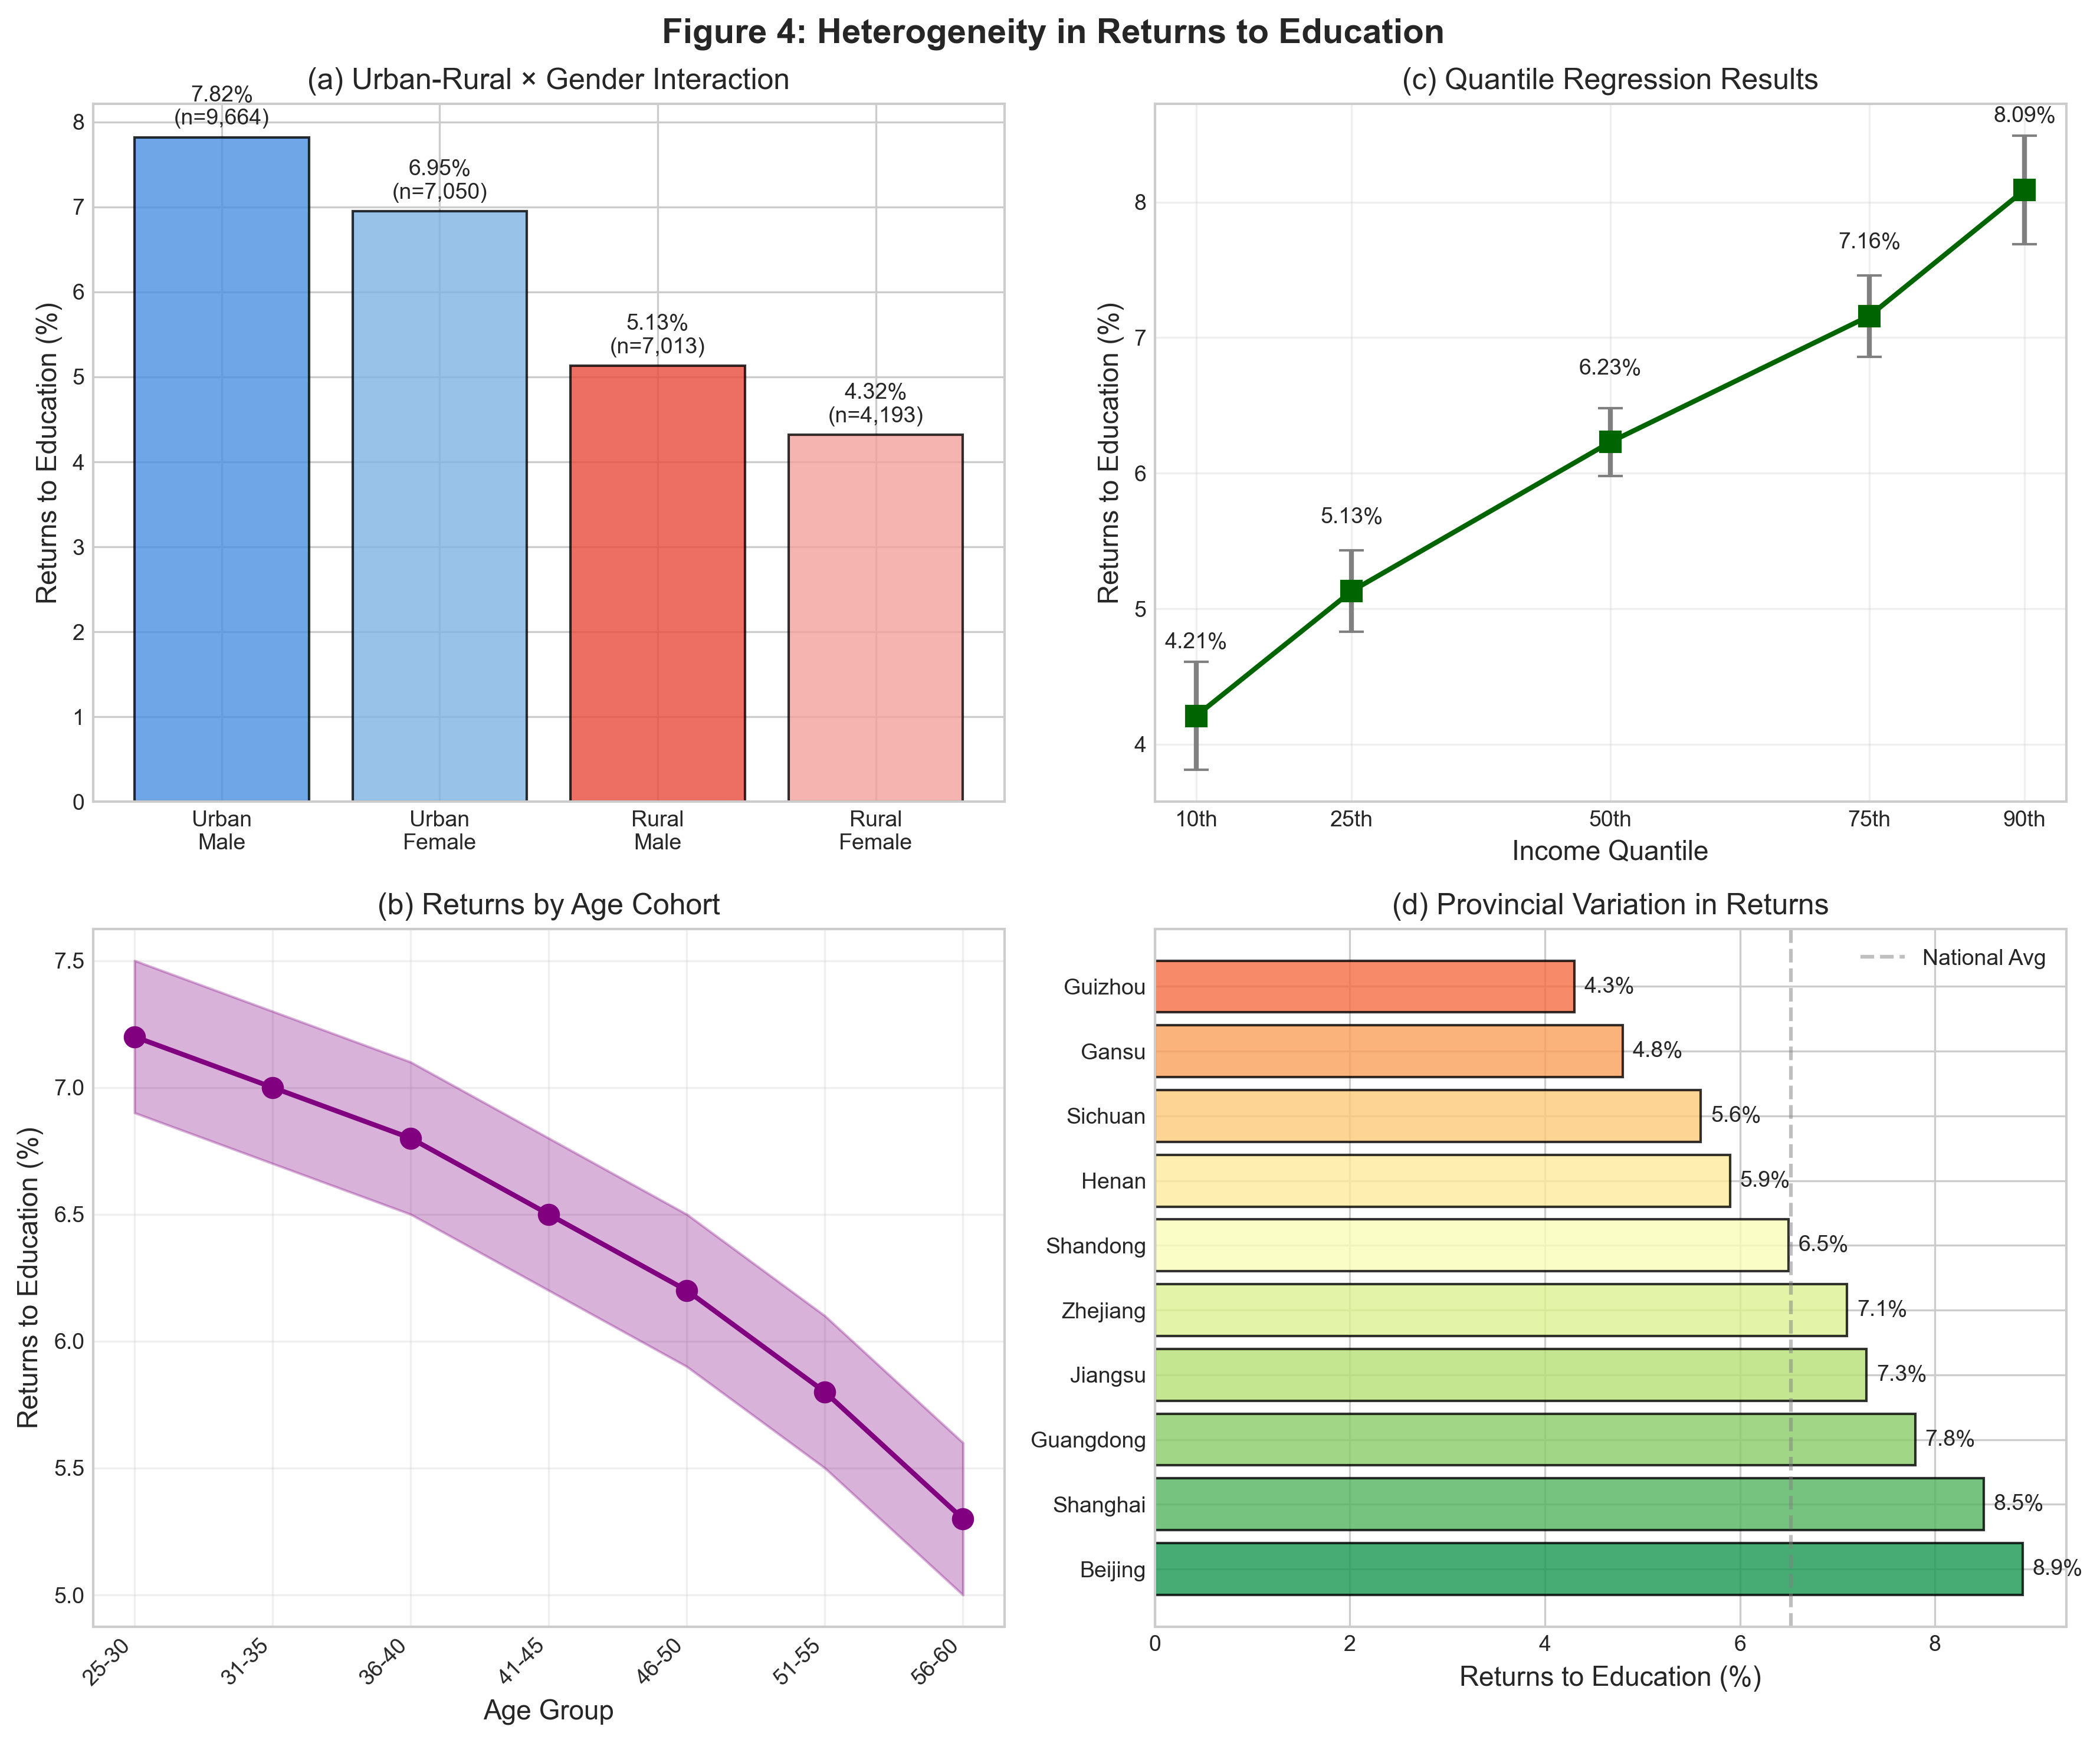 Figure 4: Heterogeneity in Returns to Education
(a) Urban-Rural × Gender Interaction
Returns to Education (%)
8
7
6
5
4
3
2
1
0
7.82%
(n=9,664)
6.95%
(n=7,050)
5.13%
(n=7,013)
4.32%
(n=4,193)
Urban
Male
Urban
Female
Rural
Male
Rural
Female
(c) Quantile Regression Results
Returns to Education (%)
8
7
6
5
4
4.21%
5.13%
6.23%
7.16%
8.09%
10th
25th
50th
75th
90th
Income Quantile
(b) Returns by Age Cohort
Returns to Education (%)
7.5
7.0
6.5
6.0
5.5
5.0
25-30
31-35
36-40
41-45
46-50
51-55
56-60
Age Group
(d) Provincial Variation in Returns
National Avg
Guizhou 4.3%
Gansu 4.8%
Sichuan 5.6%
Henan 5.9%
Shandong 6.5%
Zhejiang 7.1%
Jiangsu 7.3%
Guangdong 7.8%
Shanghai 8.5%
Beijing 8.9%
0 2 4 6 8
Returns to Education (%)